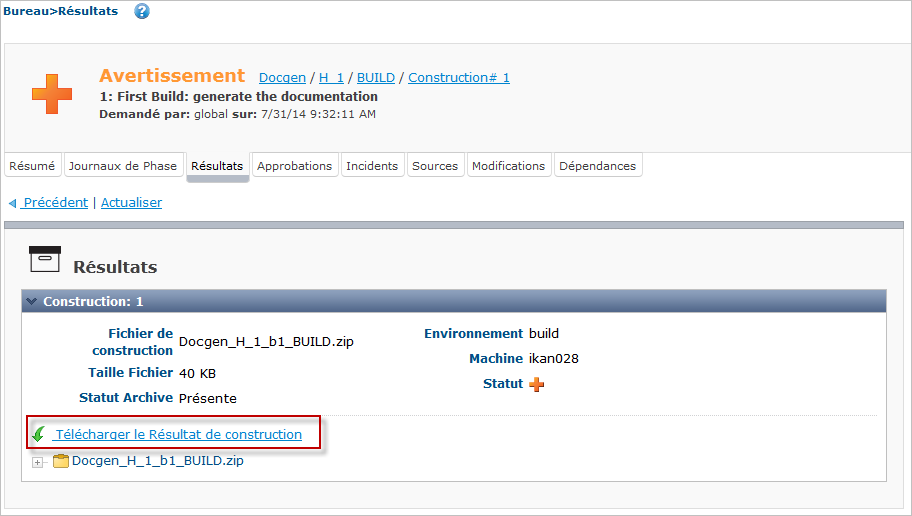 Bureau>Résultats ?
Avertissement Docgen / H_1 / BUILD / Construction# 1
1: First Build: generate the documentation
Demandé par: global sur: 7/31/14 9:32:11 AM
Résumé Journaux de Phase Résultats Approbations Incidents Sources Modifications Dépendances
Précédent | Actualiser
Résultats
Construction: 1
Fichier de construction Docgen_H_1_b1_BUILD.zip
Taille Fichier 40 KB
Statut Archive Présente
Environnement build
Machine ikan028
Statut
Télécharger le Résultat de construction
Docgen_H_1_b1_BUILD.zip